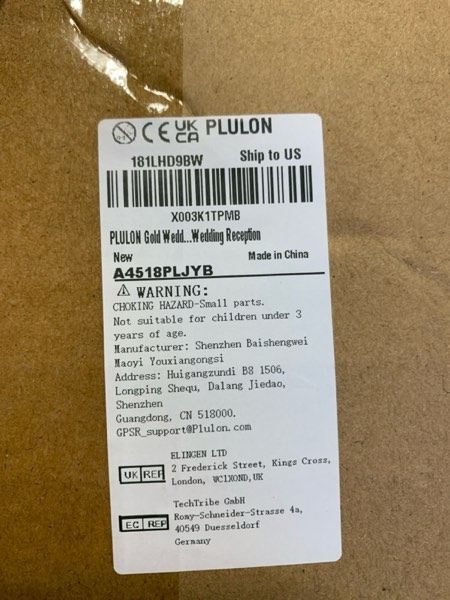 CE UK CA PLULON
181LHD9BW Ship to US
X003K1TPMB
PLULON Gold Wedd...Wedding Reception
New Made in China
A4518PLJYB
WARNING:
CHOKING HAZARD-Small parts.
Not suitable for children under 3
years of age.
Manufacturer: Shenzhen Baishengwei
Maoyi Youxiangongsi
Address: Huigangzundi B8 1506,
Longping Shequ, Dalang Jiedao,
Shenzhen
Guangdong, CN 518000.
GPSR_support@Plulon.com
ELINGEN LTD
UK REP 2 Frederick Street, Kings Cross,
London, WC1X0ND,UK
TechTribe GmbH
EC REP Romy-Schneider-Strasse 4a,
40549 Duesseldorf
Germany